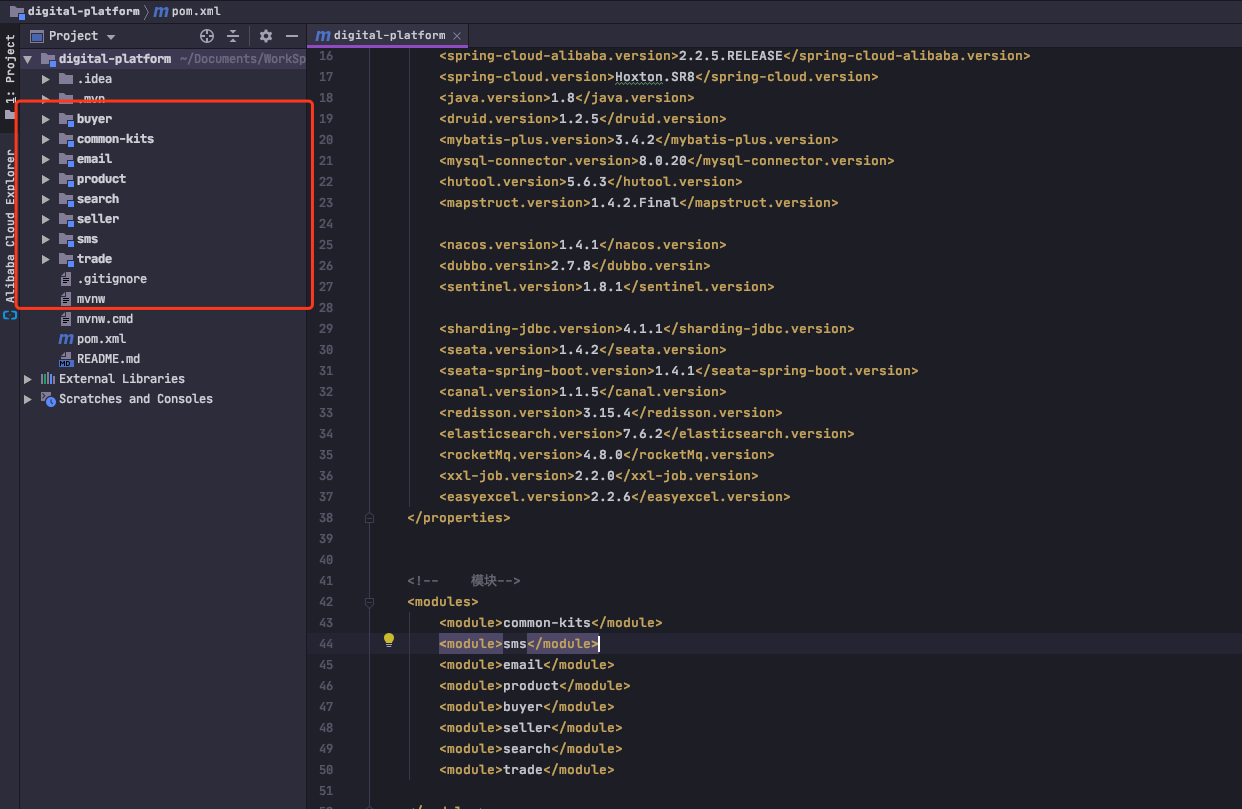 digital-platform 〉 m pom.xml
1: Project
Alibaba Cloud Explorer
Project
digital-platform ~/Documents/WorkSp
.idea
.mvn
buyer
common-kits
email
product
search
seller
sms
trade
.gitignore
mvnw
mvnw.cmd
m pom.xml
MD README.md
External Libraries
Scratches and Consoles
m digital-platform ×
16 <spring-cloud-alibaba.version>2.2.5.RELEASE</spring-cloud-alibaba.version>
17 <spring-cloud.version>Hoxton.SR8</spring-cloud.version>
18 <java.version>1.8</java.version>
19 <druid.version>1.2.5</druid.version>
20 <mybatis-plus.version>3.4.2</mybatis-plus.version>
21 <mysql-connector.version>8.0.20</mysql-connector.version>
22 <hutool.version>5.6.3</hutool.version>
23 <mapstruct.version>1.4.2.Final</mapstruct.version>
24
25 <nacos.version>1.4.1</nacos.version>
26 <dubbo.versin>2.7.8</dubbo.versin>
27 <sentinel.version>1.8.1</sentinel.version>
28
29 <sharding-jdbc.version>4.1.1</sharding-jdbc.version>
30 <seata.version>1.4.2</seata.version>
31 <seata-spring-boot.version>1.4.1</seata-spring-boot.version>
32 <canal.version>1.1.5</canal.version>
33 <redisson.version>3.15.4</redisson.version>
34 <elasticsearch.version>7.6.2</elasticsearch.version>
35 <rocketMq.version>4.8.0</rocketMq.version>
36 <xxl-job.version>2.2.0</xxl-job.version>
37 <easyexcel.version>2.2.6</easyexcel.version>
38 </properties>
39
40
41 <!-- 模块-->
42 <modules>
43 <module>common-kits</module>
44 <module>sms</module>
45 <module>email</module>
46 <module>product</module>
47 <module>buyer</module>
48 <module>seller</module>
49 <module>search</module>
50 <module>trade</module>
51